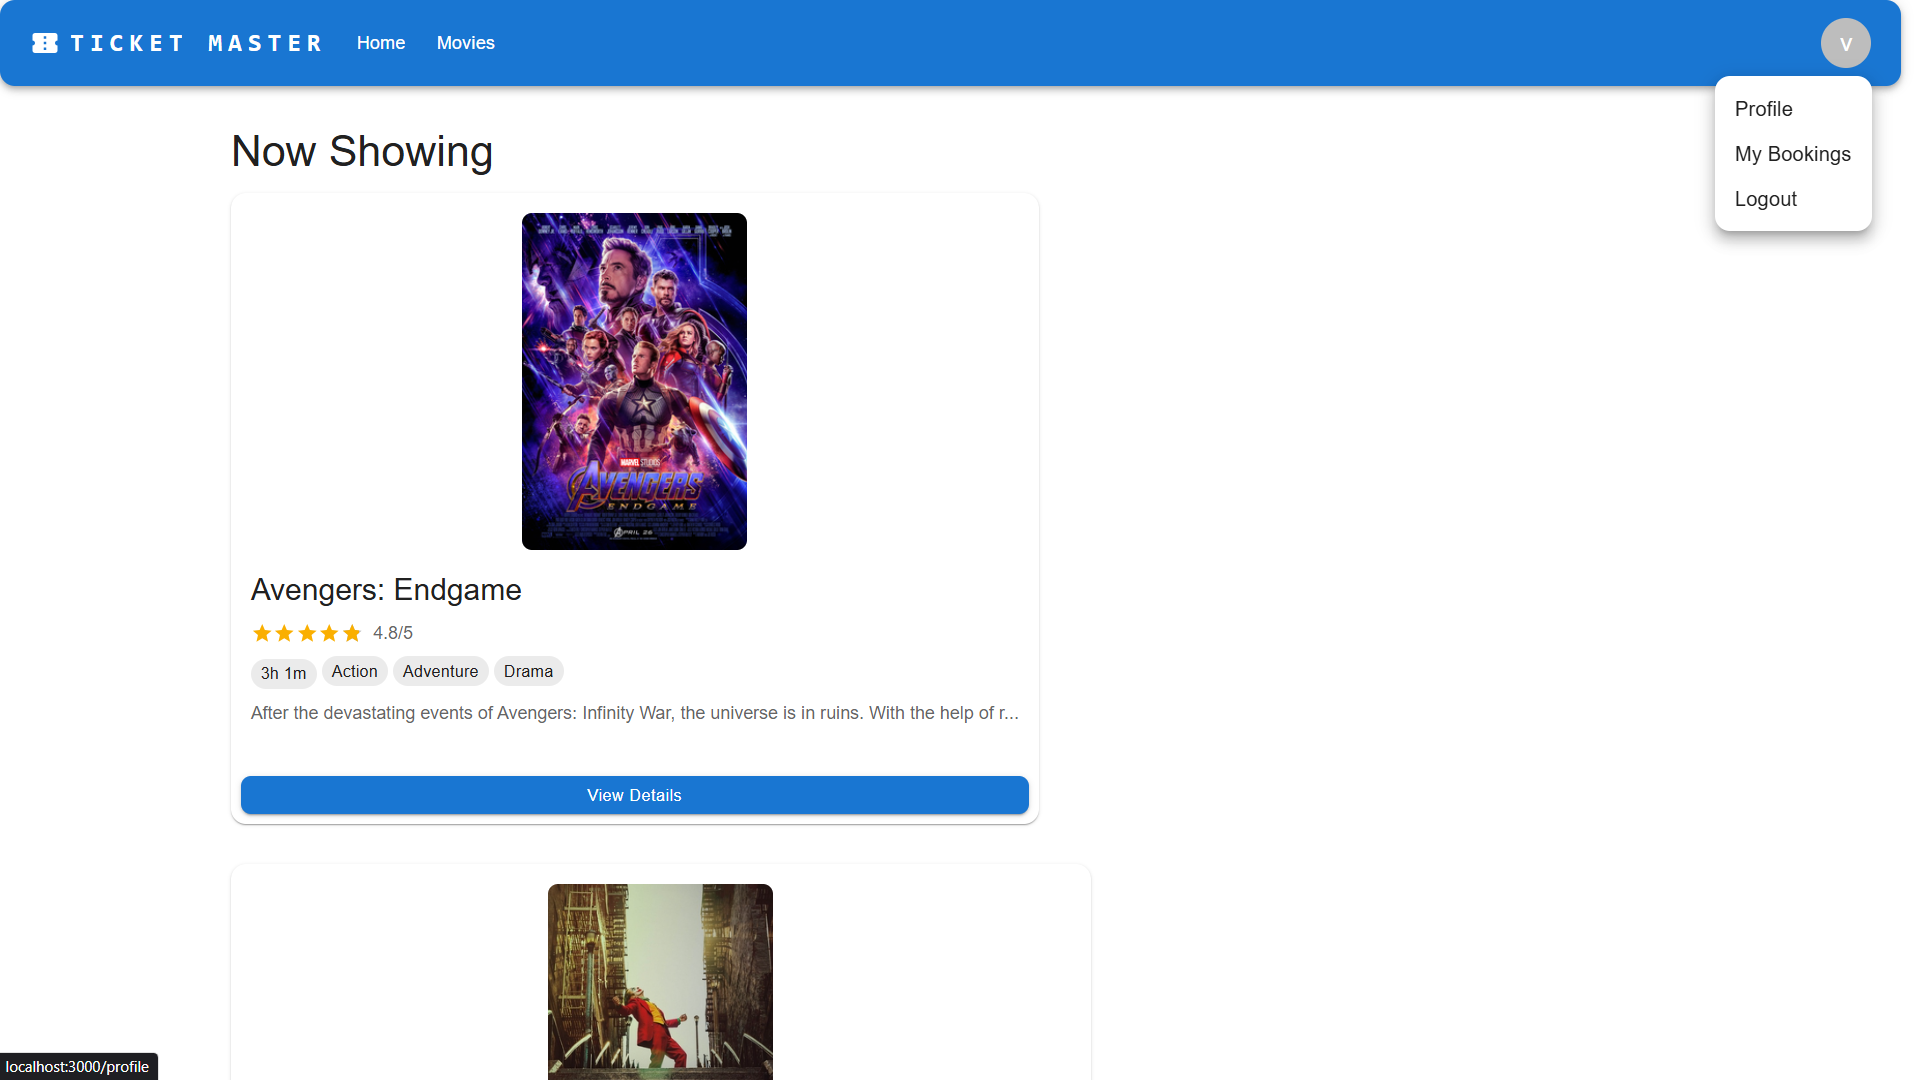 TICKET MASTER
Home
Movies
V
Profile
My Bookings
Logout
Now Showing
MARVEL STUDIOS
AVENGERS
ENDGAME
APRIL 26
Avengers: Endgame
4.8/5
3h 1m
Action
Adventure
Drama
After the devastating events of Avengers: Infinity War, the universe is in ruins. With the help of r...
View Details
localhost:3000/profile